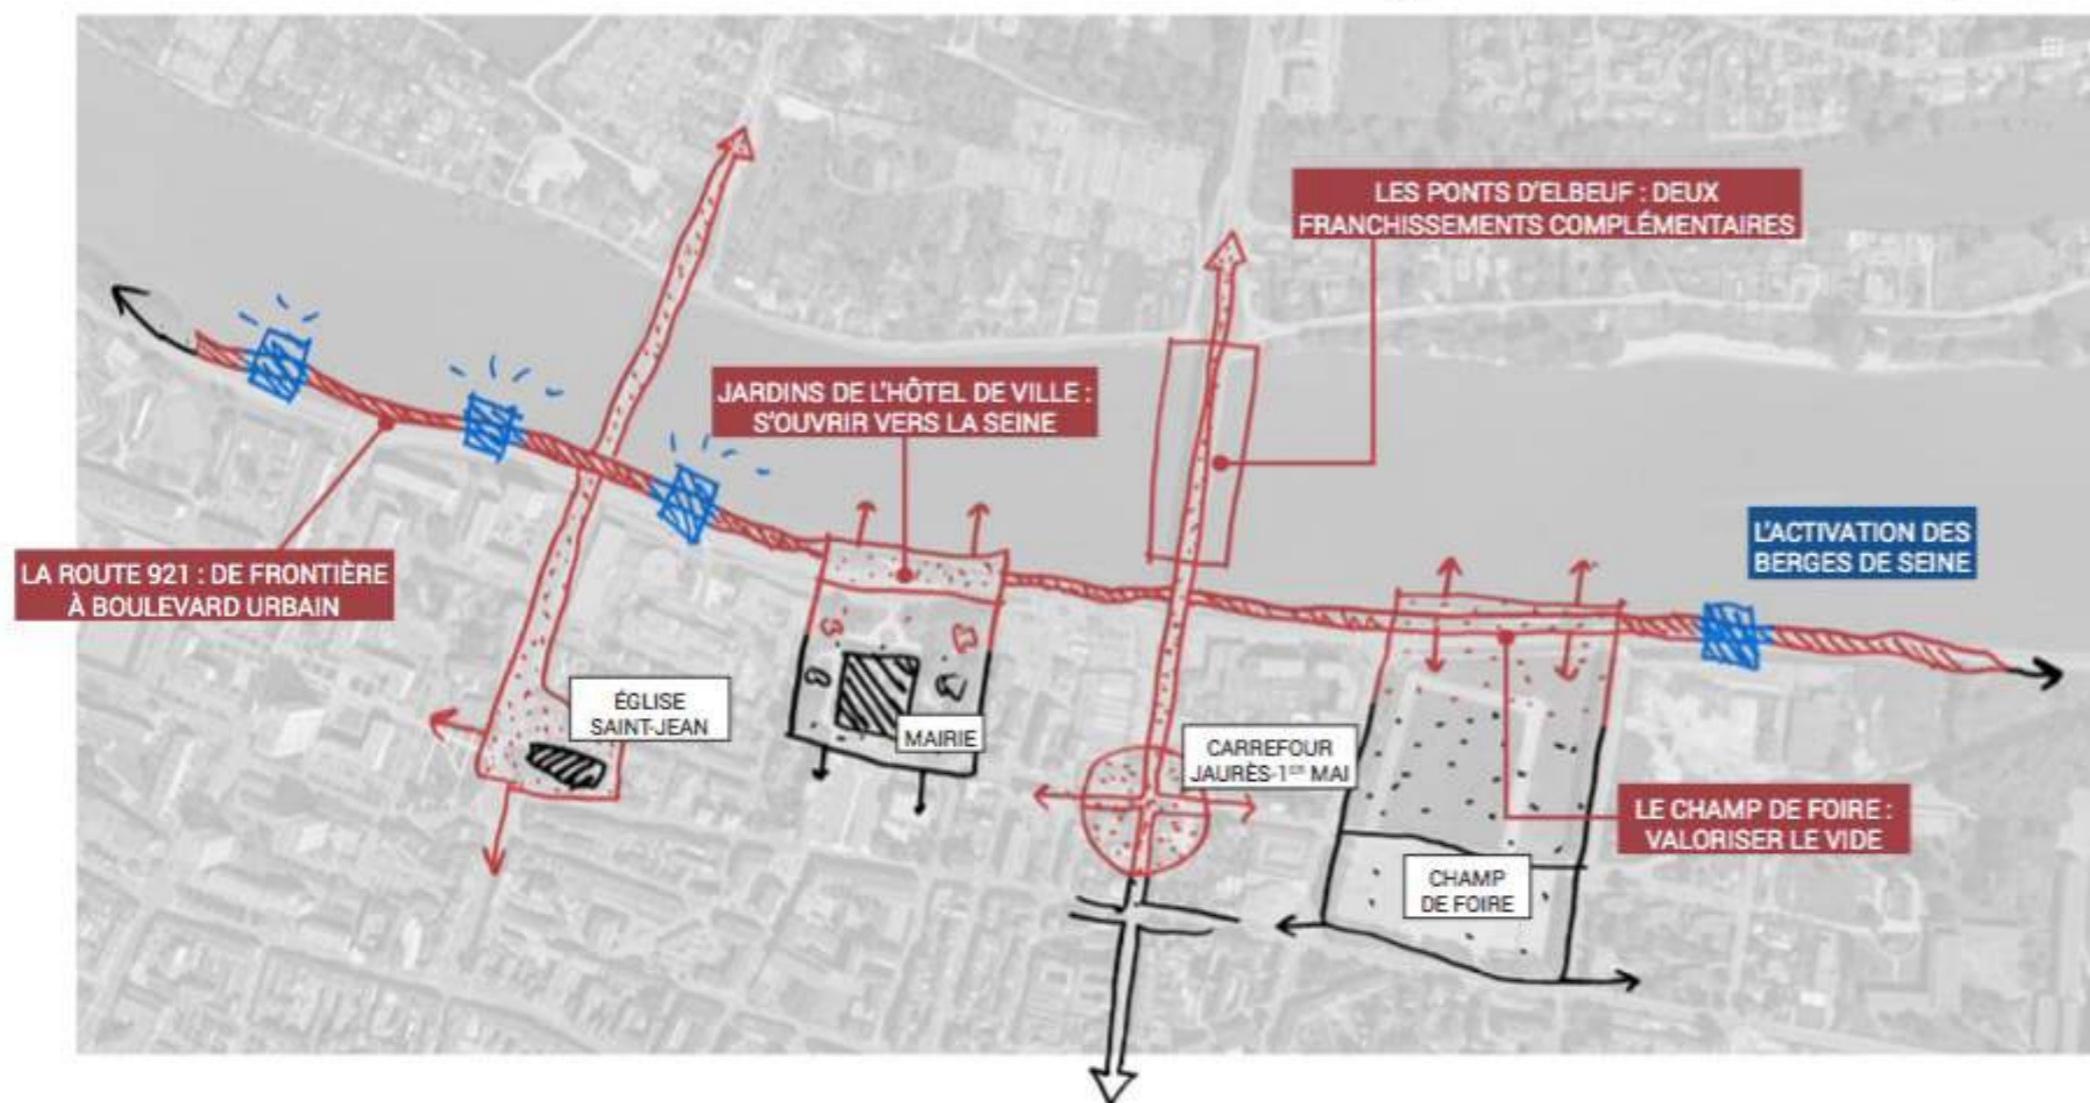 LES PONTS D'ELBEUF : DEUX
FRANCHISSEMENTS COMPLÉMENTAIRES
JARDINS DE L'HÔTEL DE VILLE :
S'OUVRIR VERS LA SEINE
L'ACTIVATION DES
BERGES DE SEINE
LA ROUTE 921 : DE FRONTIÈRE
À BOULEVARD URBAIN
ÉGLISE
SAINT-JEAN
MAIRIE
CARREFOUR
JAURÈS-1ER MAI
LE CHAMP DE FOIRE :
VALORISER LE VIDE
CHAMP
DE FOIRE